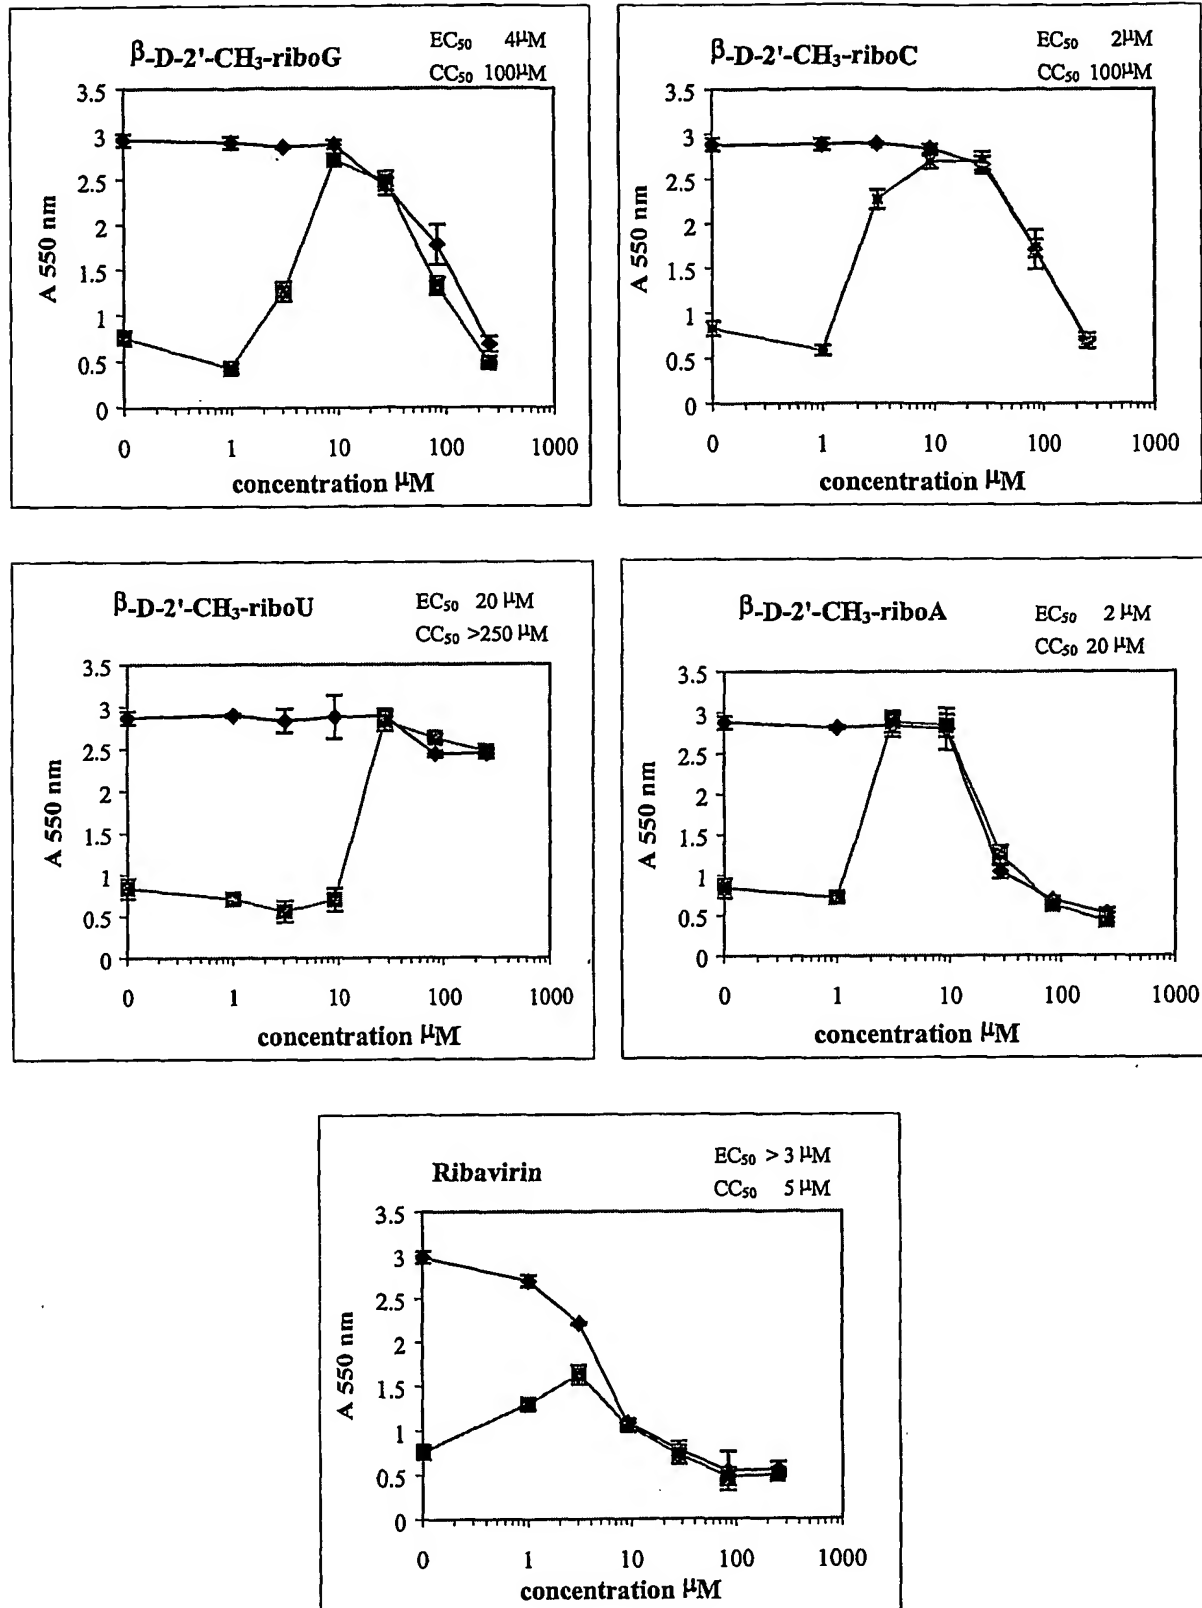 β-D-2'-CH₃-riboG
EC₅₀ 4μM
CC₅₀ 100μM
3.5
3
2.5
2
1.5
1
0.5
0
A 550 nm
0 1 10 100 1000
concentration μM
β-D-2'-CH₃-riboC
EC₅₀ 2μM
CC₅₀ 100μM
3.5
3
2.5
2
1.5
1
0.5
0
A 550 nm
0 1 10 100 1000
concentration μM
β-D-2'-CH₃-riboU
EC₅₀ 20 μM
CC₅₀ >250 μM
3.5
3
2.5
2
1.5
1
0.5
0
A 550 nm
0 1 10 100 1000
concentration μM
β-D-2'-CH₃-riboA
EC₅₀ 2 μM
CC₅₀ 20 μM
3.5
3
2.5
2
1.5
1
0.5
0
A 550 nm
0 1 10 100 1000
concentration μM
Ribavirin
EC₅₀ > 3 μM
CC₅₀ 5 μM
3.5
3
2.5
2
1.5
1
0.5
0
A 550 nm
0 1 10 100 1000
concentration μM